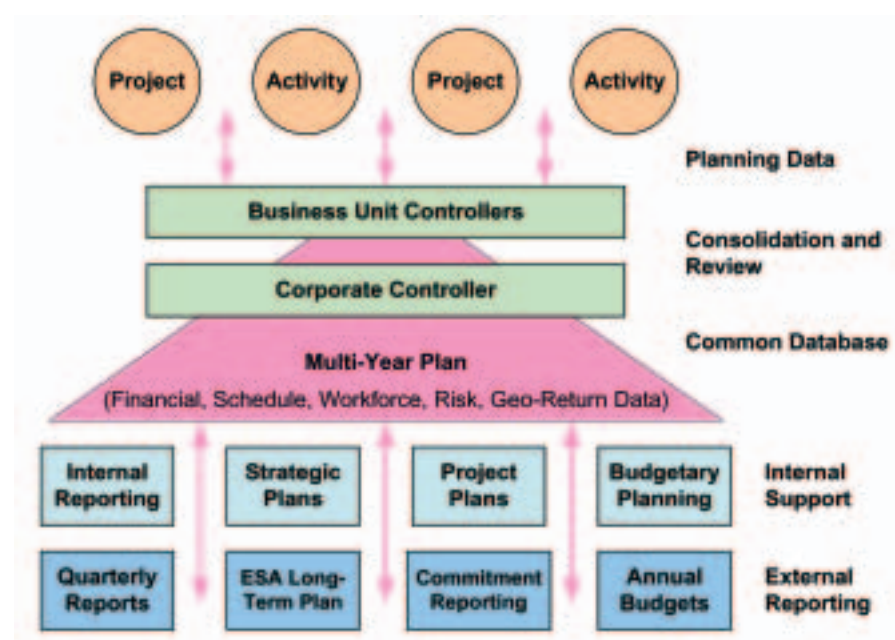 Project
Activity
Project
Activity
Planning Data
Business Unit Controllers
Consolidation and
Review
Corporate Controller
Common Database
Multi-Year Plan
(Financial, Schedule, Workforce, Risk, Geo-Return Data)
Internal
Reporting
Strategic
Plans
Project
Plans
Budgetary
Planning
Internal
Support
Quarterly
Reports
ESA Long-
Term Plan
Commitment
Reporting
Annual
Budgets
External
Reporting